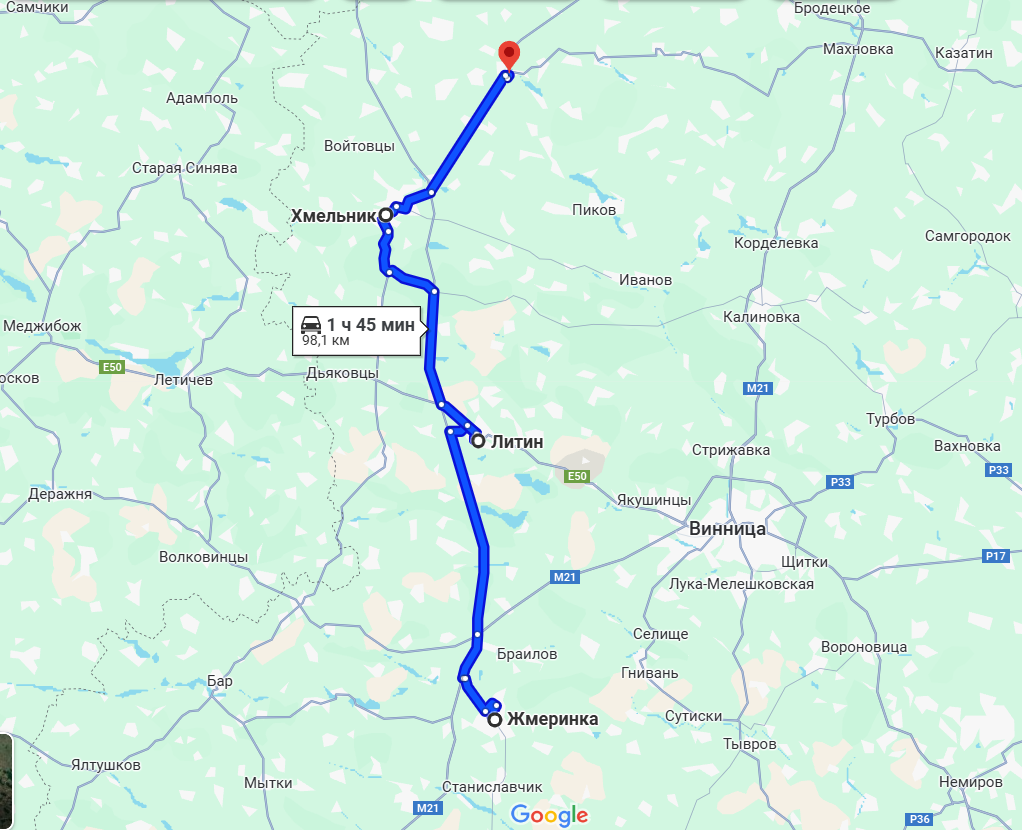 Самчики
Бродецкое
Махновка
Казатин
Адамполь
Войтовцы
Старая Синява
Хмельник
Пиков
Самгородок
Корделевка
Иванов
Меджибож
1 ч 45 мин
98,1 км
Калиновка
E50
осков
Летичев
Дьяковцы
M21
Турбов
Литин
Стрижавка
Вахновка
P33
E50
P33
Деражня
Якушинцы
Винница
Волковинцы
P17
Щитки
M21
Лука-Мелешковская
Селище
Браилов
Вороновица
Гнивань
Бар
Жмеринка
Сутиски
Тывров
Ялтушков
Мытки
Станиславчик
Немиров
M21
Google
P36